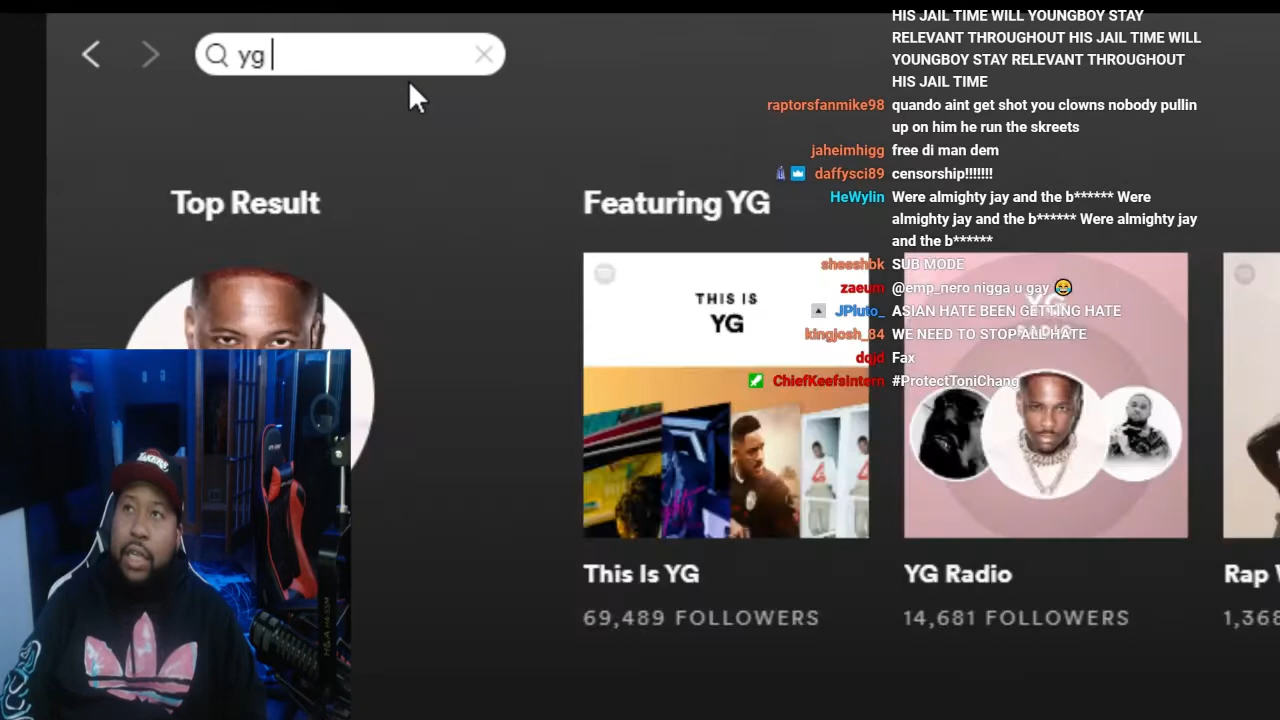 yg
HIS JAIL TIME WILL YOUNGBOY STAY
RELEVANT THROUGHOUT HIS JAIL TIME WILL
YOUNGBOY STAY RELEVANT THROUGHOUT
HIS JAIL TIME
raptorsfanmike98 quando aint get shot you clowns nobody pullin
up on him he run the skreets
jaheimhigg free di man dem
daffysci89 censorship!!!!!!!
HeWylin Were almighty jay and the b****** Were
almighty jay and the b****** Were almighty jay
and the b******
sheeshbk SUB MODE
zaeum @emp_nero nigga u gay 😂
JPluto_ ASIAN HATE BEEN GETTING HATE
kingjosh_84 WE NEED TO STOP ALL HATE
dqjd Fax
ChiefKeefsIntern #ProtectToniChang
Top Result
Featuring YG
THIS IS
YG
YG
RADIO
LAKERS
This Is YG
69,489 FOLLOWERS
YG Radio
14,681 FOLLOWERS
Rap
1,368